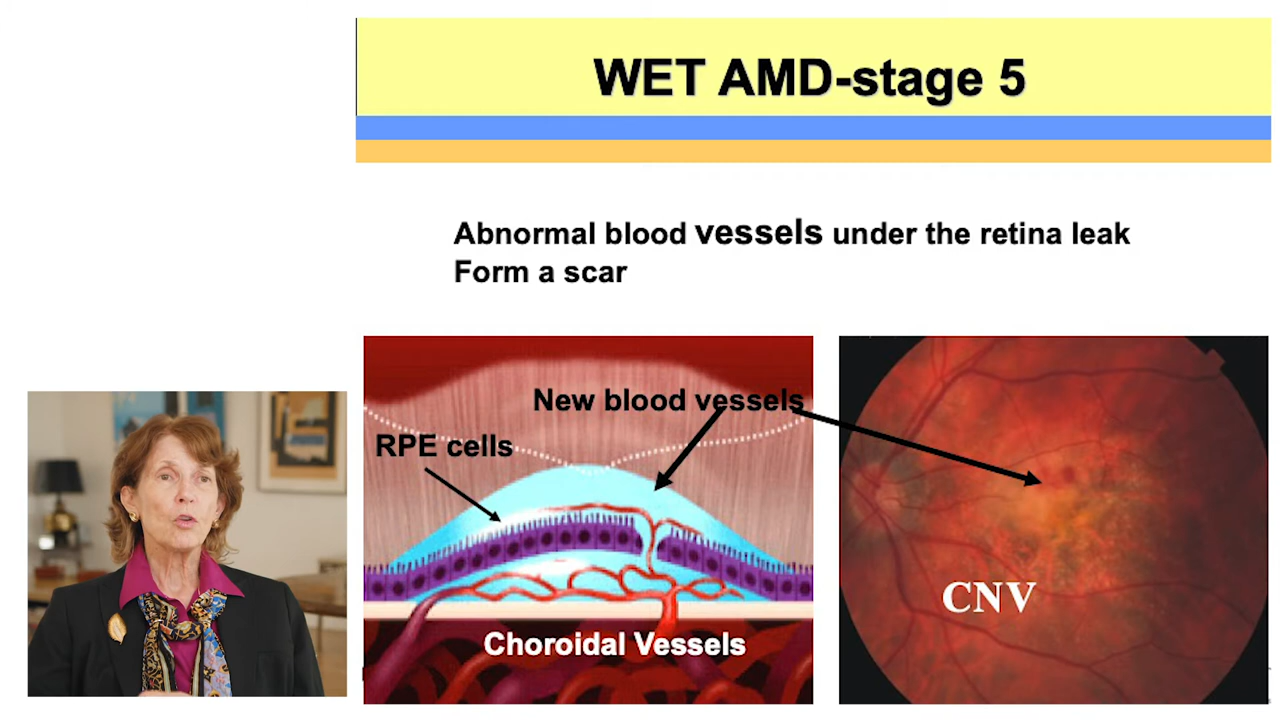 WET AMD-stage 5
Abnormal blood vessels under the retina leak
Form a scar
New blood vessels
RPE cells
CNV
Choroidal Vessels